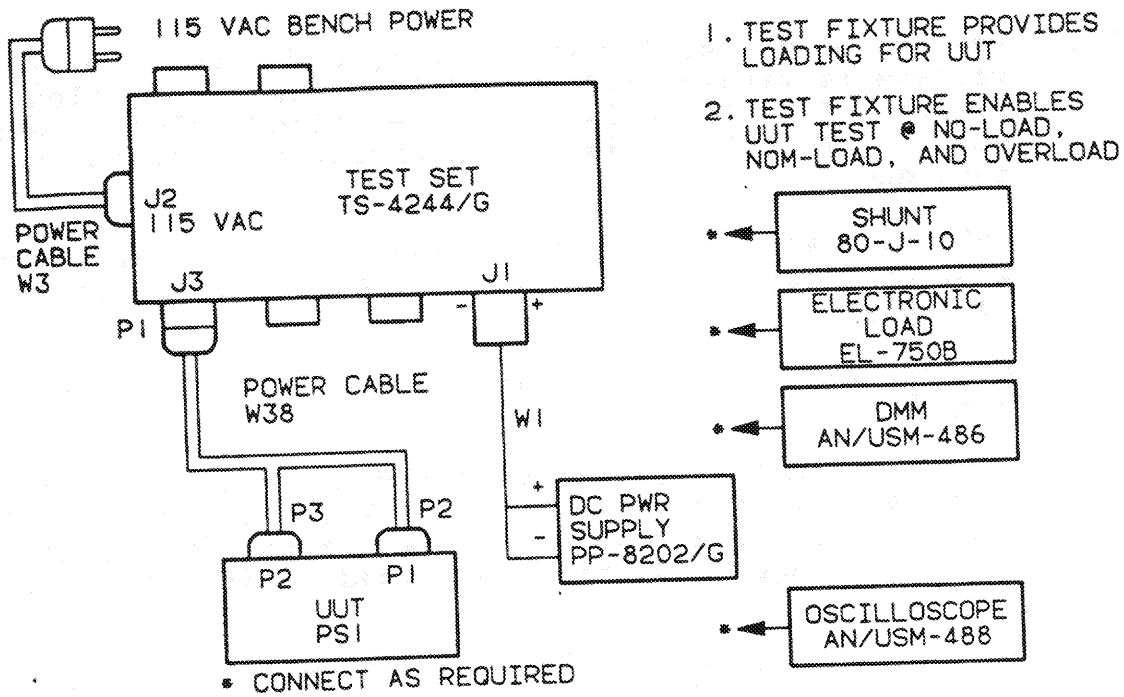 115 VAC BENCH POWER
1. TEST FIXTURE PROVIDES
LOADING FOR UUT
2. TEST FIXTURE ENABLES
UUT TEST @ NO-LOAD,
NOM-LOAD, AND OVERLOAD
J2
115 VAC
TEST SET
TS-4244/G
POWER
CABLE
W3
J3
J1
- +
P1
POWER CABLE
W38
W1
* SHUNT
80-J-10
* ELECTRONIC
LOAD
EL-750B
* DMM
AN/USM-486
P3
P2
+
-
DC PWR
SUPPLY
PP-8202/G
P2
P1
UUT
PS1
* OSCILLOSCOPE
AN/USM-488
* CONNECT AS REQUIRED